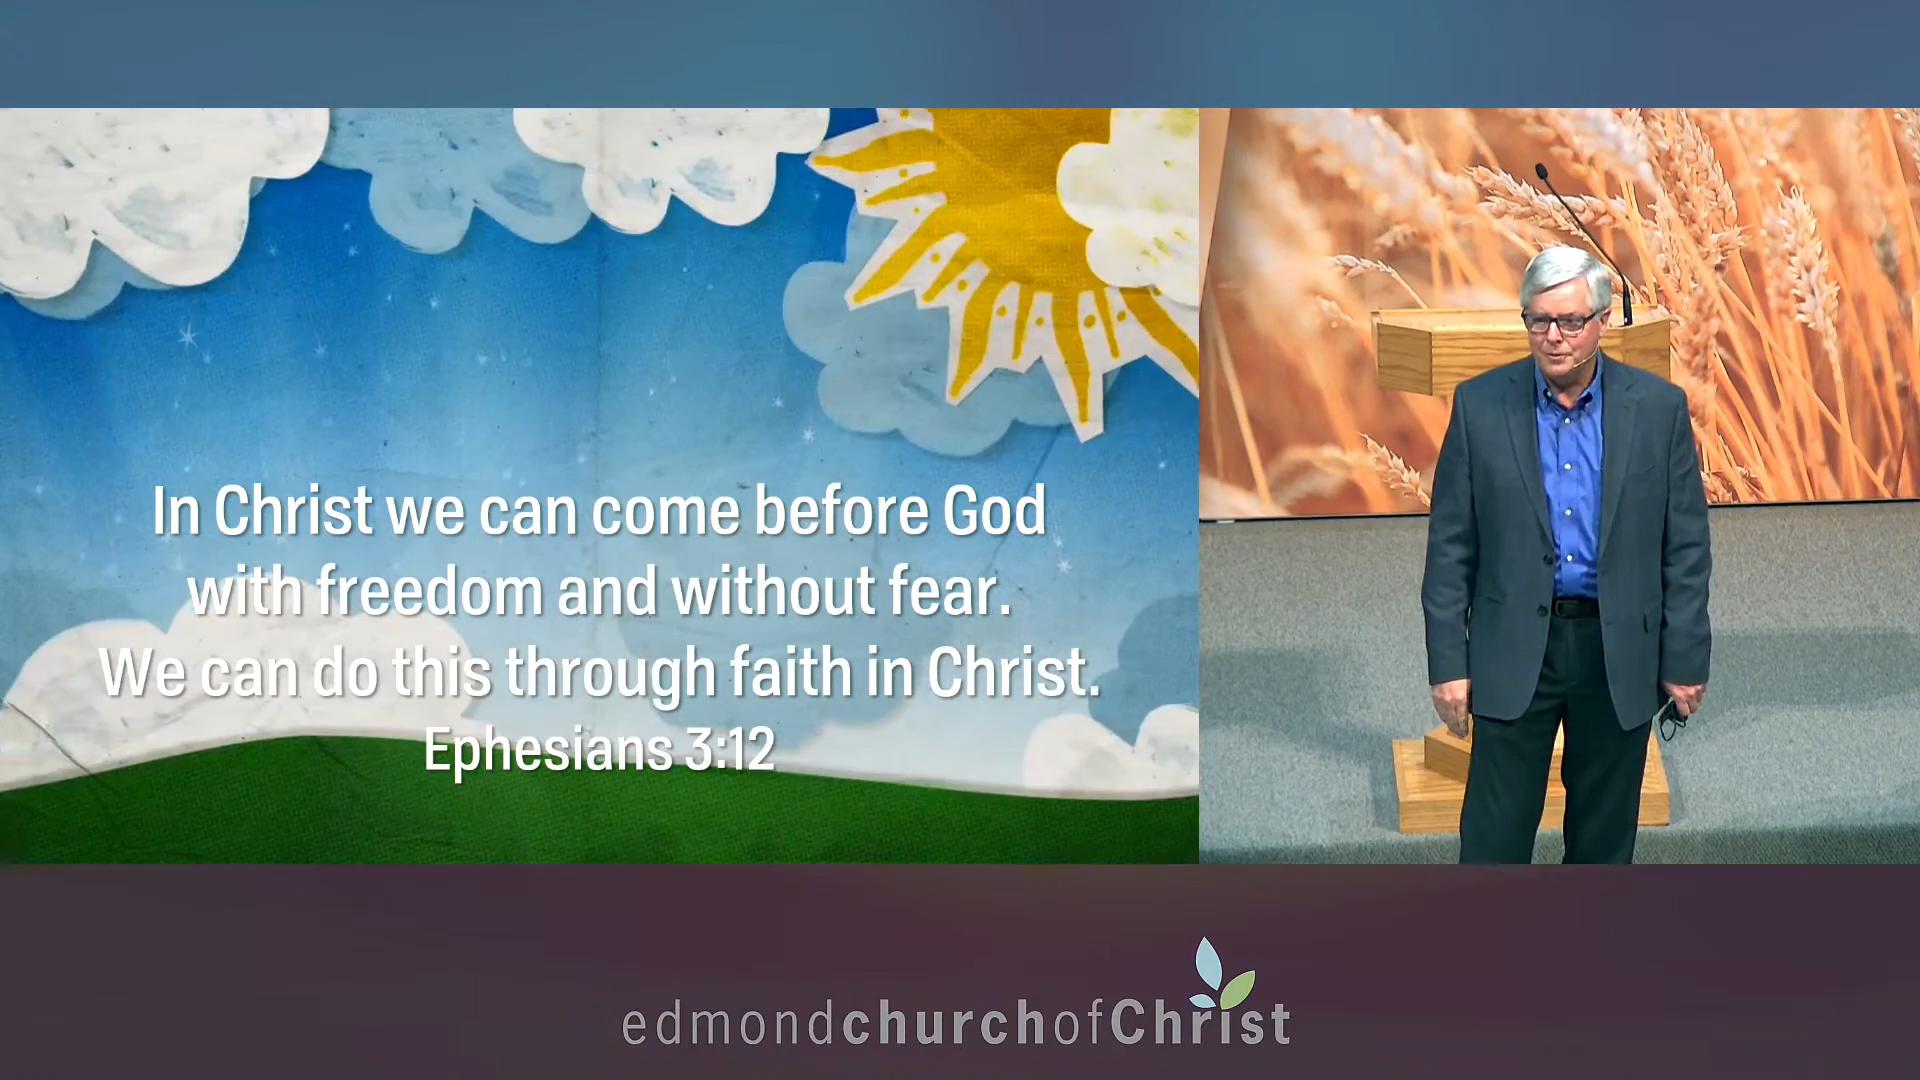 In Christ we can come before God
with freedom and without fear.
We can do this through faith in Christ.
Ephesians 3:12
edmondchurchofChrist